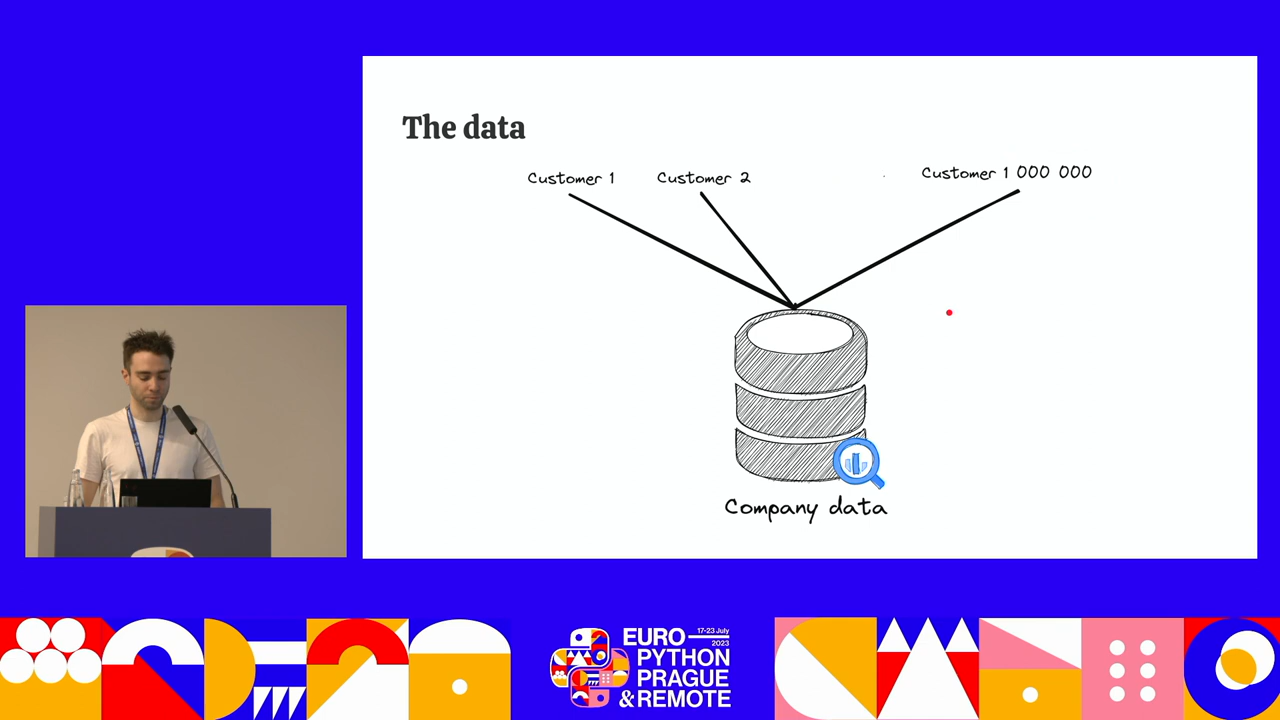 The data
Customer 1
Customer 2
Customer 1 000 000
Company data
17-23 July
2023
EURO
PYTHON
PRAGUE
& REMOTE